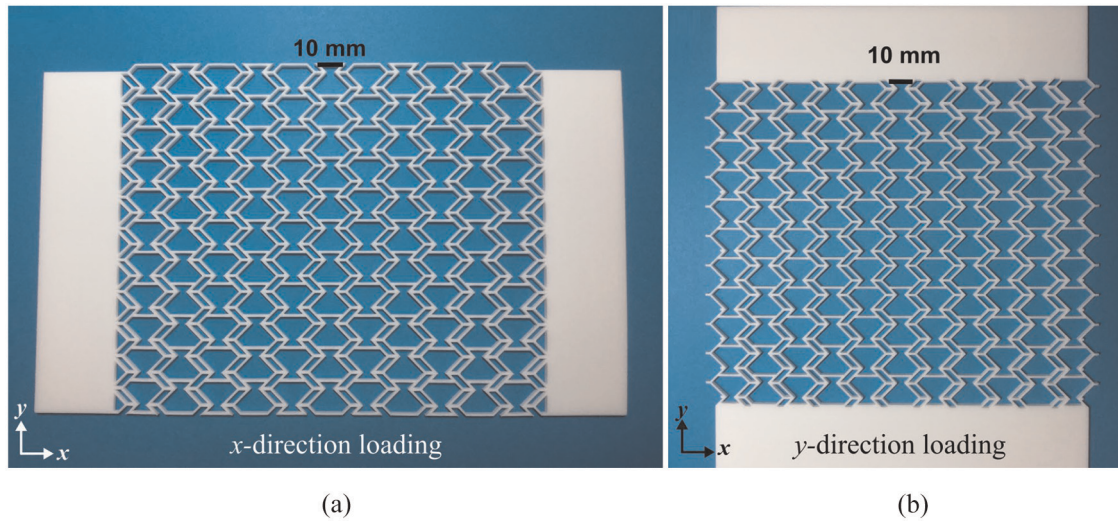 10 mm
y
x
x-direction loading
10 mm
y
x
y-direction loading
(a)
(b)